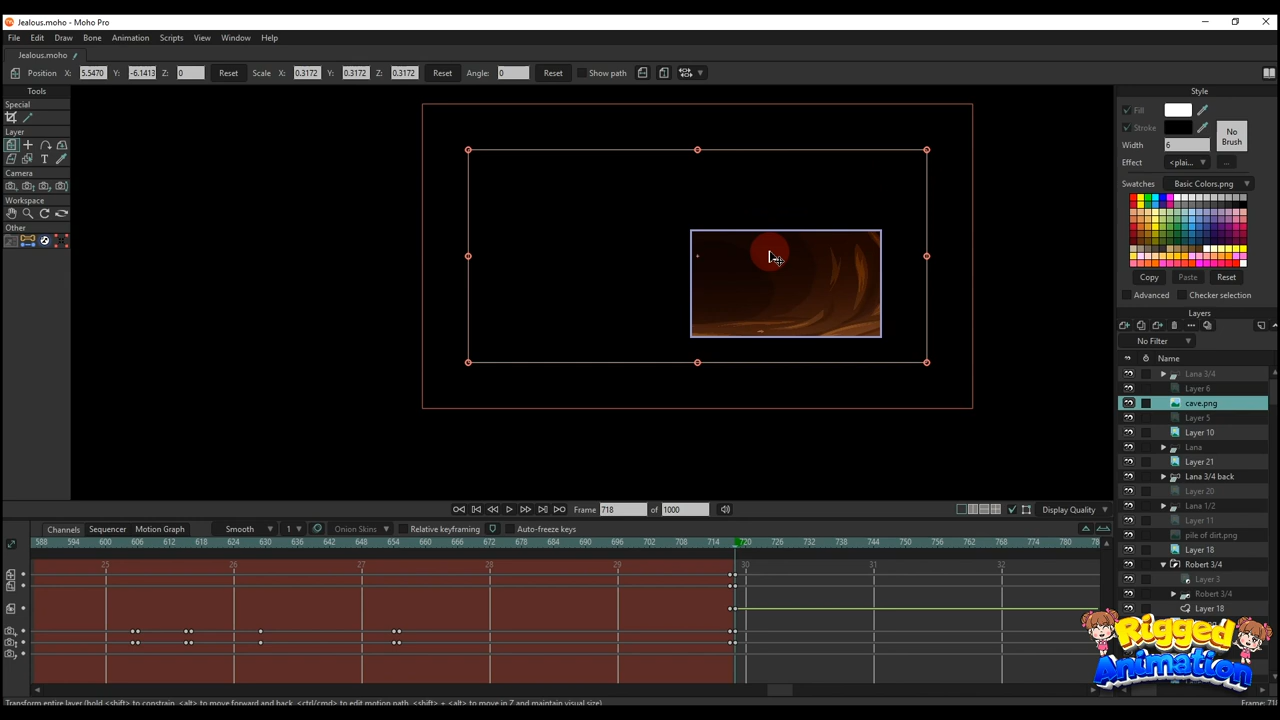 Jealous.moho - Moho Pro
File Edit Draw Bone Animation Scripts View Window Help
Jealous.moho
Position X: 5.5470 Y: -6.1413 Z: 0 Reset Scale X: 0.3172 Y: 0.3172 Z: 0.3172 Reset Angle: 0 Reset Show path
Tools
Special
Layer
Camera
Workspace
Other
Style
Fill
Stroke
No Brush
Width 6
Effect <plai... ...
Swatches Basic Colors.png
Copy Paste Reset
Advanced Checker selection
Layers
No Filter
Name
Lana 3/4
Layer 6
cave.png
Layer 5
Layer 10
Lana
Layer 21
Lana 3/4 back
Layer 20
Lana 1/2
Layer 11
pile of dirt.png
Layer 18
Robert 3/4
Layer 3
Robert 3/4
Layer 18
Frame 718 of 1000 Display Quality
Channels Sequencer Motion Graph Smooth 1 Onion Skins Relative keyframing Auto-freeze keys
588 594 600 606 612 618 624 630 636 642 648 654 660 666 672 678 684 690 696 702 708 714 720 726 732 738 744 750 756 762 768 774 780
25 26 27 28 29 30 31 32
Rigged Animation
Transform entire layer (hold <shift> to constrain, <alt> to move forward and back, <ctrl/cmd> to edit motion path, <shift> + <alt> to move in Z and maintain visual size)